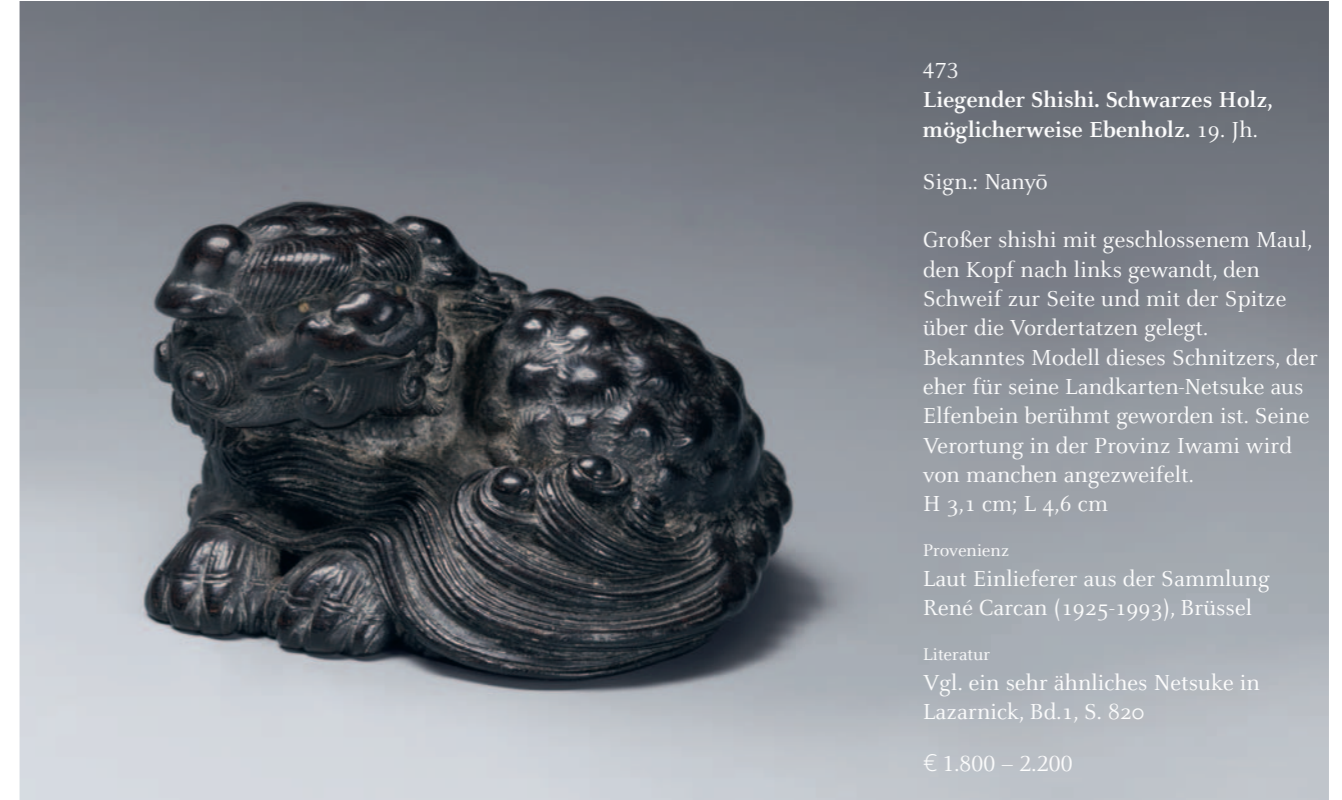 473
Liegender Shishi. Schwarzes Holz,
möglicherweise Ebenholz. 19. Jh.
Sign.: Nanyō
Großer shishi mit geschlossenem Maul,
den Kopf nach links gewandt, den
Schweif zur Seite und mit der Spitze
über die Vordertatzen gelegt.
Bekanntes Modell dieses Schnitzers, der
eher für seine Landkarten-Netsuke aus
Elfenbein berühmt geworden ist. Seine
Verortung in der Provinz Iwami wird
von manchen angezweifelt.
H 3,1 cm; L 4,6 cm
Provenienz
Laut Einlieferer aus der Sammlung
René Carcan (1925-1993), Brüssel
Literatur
Vgl. ein sehr ähnliches Netsuke in
Lazarnick, Bd.1, S. 820
€ 1.800 – 2.200